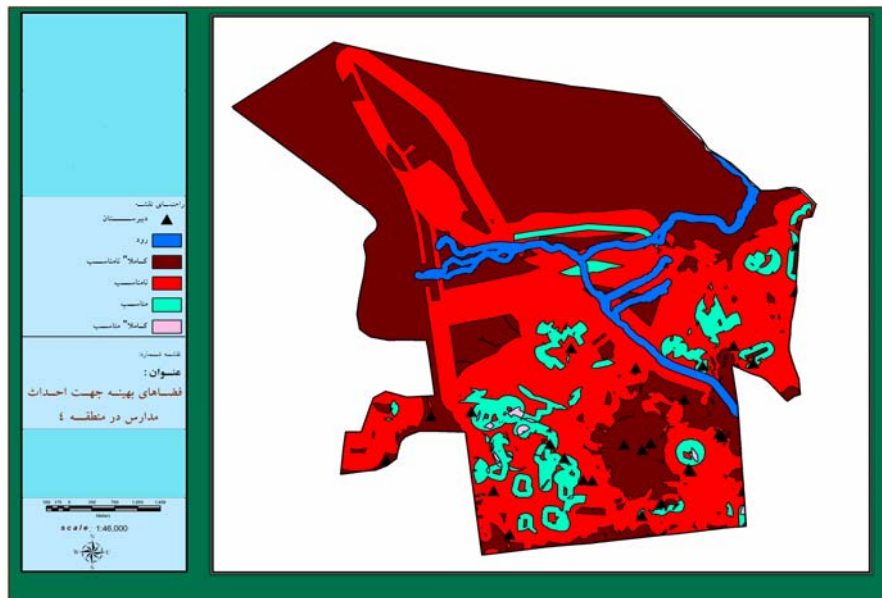 راهنمای نقشه
دبیرستان
رود
کاملا" نامناسب
نامناسب
مناسب
کاملا" مناسب
نقشه شماره:
عنوان :
فضاهای بهینه جهت احداث
مدارس در منطقه ٤
Meters
scale: 1:46,000